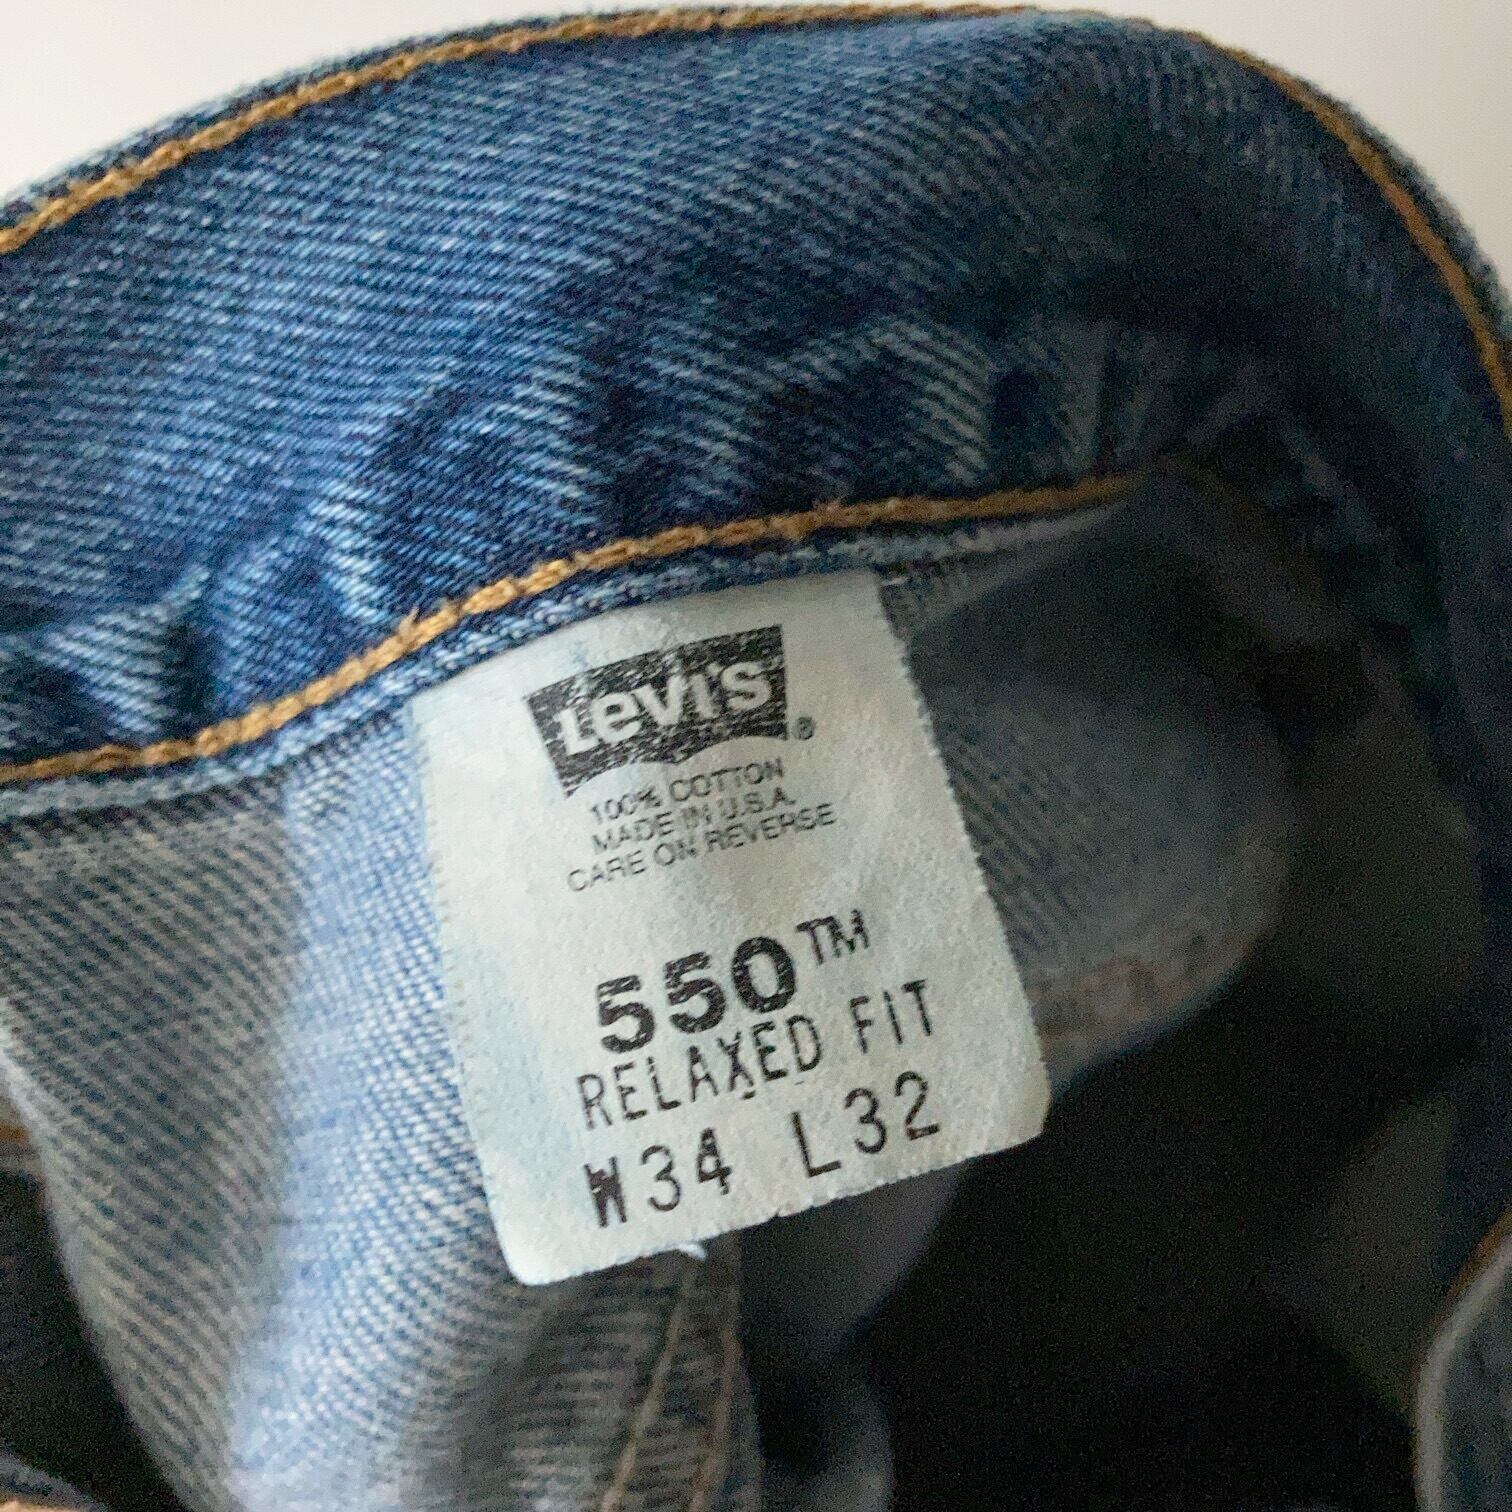 Levi's®
100% COTTON
MADE IN U.S.A.
CARE ON REVERSE
550™
RELAXED FIT
W34 L32